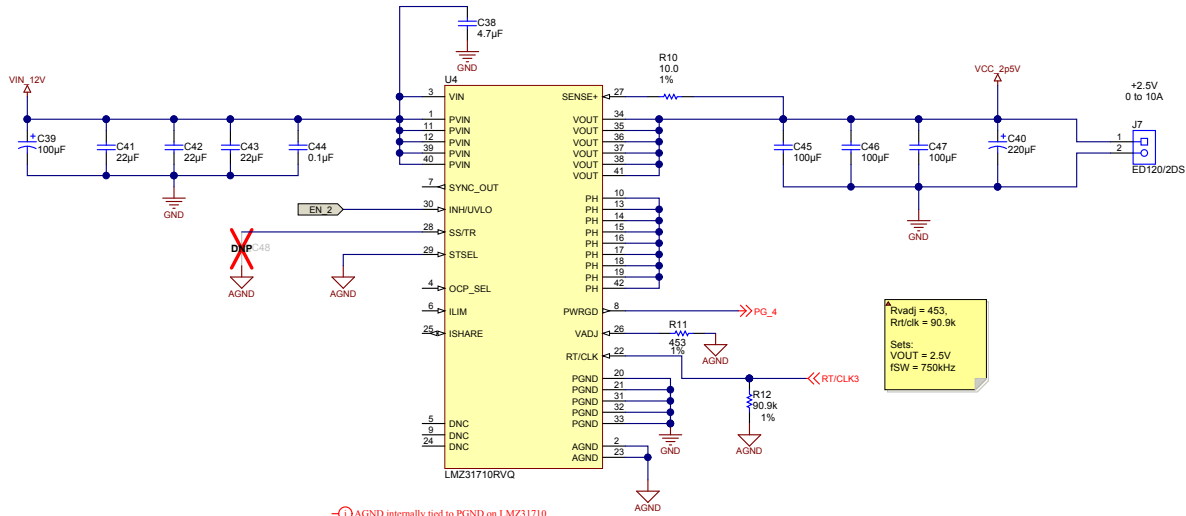 C38
4.7µF
GND
U4
VIN_12V
C39
100µF
C41
22µF
C42
22µF
C43
22µF
C44
0.1µF
GND
3 VIN
1 PVIN
11 PVIN
12 PVIN
39 PVIN
40 PVIN
7 SYNC_OUT
EN_2
30 INH/UVLO
28 SS/TR
DNP C48
AGND
29 STSEL
AGND
4 OCP_SEL
6 ILIM
25 ISHARE
5 DNC
9 DNC
24 DNC
SENSE+ 27
VOUT 34
VOUT 35
VOUT 36
VOUT 37
VOUT 38
VOUT 41
PH 10
PH 13
PH 14
PH 15
PH 16
PH 17
PH 18
PH 19
PH 42
PWRGD 8
VADJ 26
RT/CLK 22
PGND 20
PGND 21
PGND 31
PGND 32
PGND 33
AGND 2
AGND 23
LMZ31710RVQ
R10
10.0
1%
C45
100µF
C46
100µF
C47
100µF
VCC_2p5V
C40
220µF
GND
+2.5V
0 to 10A
J7
1
2
ED120/2DS
PG_4
R11
453
1%
AGND
RT/CLK3
R12
90.9k
1%
AGND
GND
AGND
Rvadj = 453,
Rrt/clk = 90.9k
Sets:
VOUT = 2.5V
fSW = 750kHz
i AGND internally tied to PGND on LMZ31710